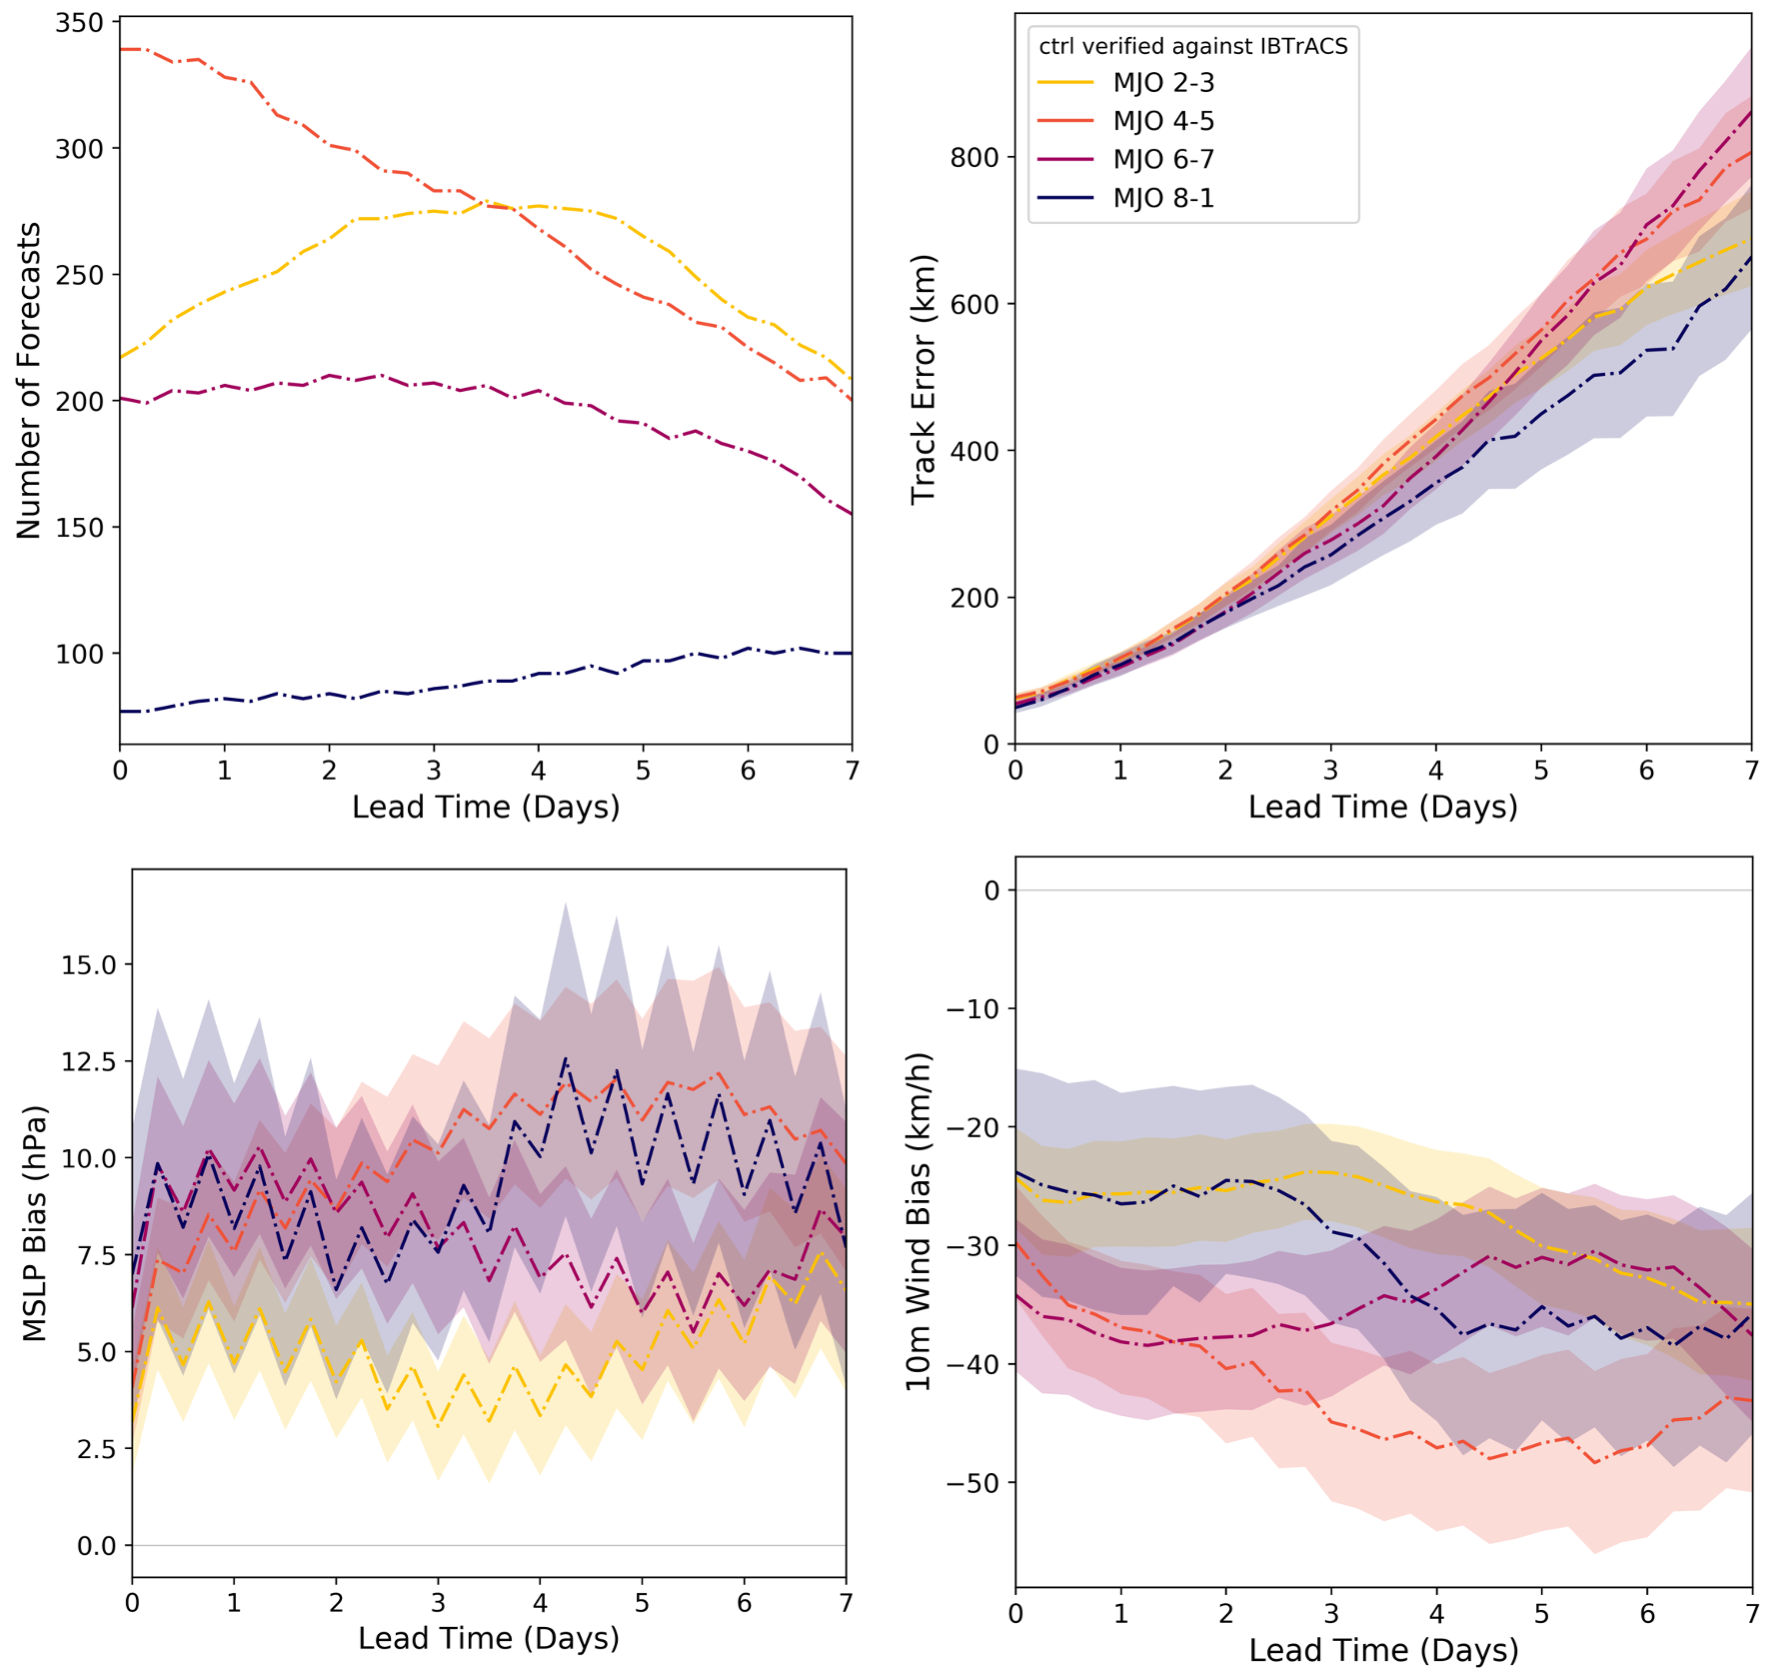 350
300
250
200
150
100
Number of Forecasts
0 1 2 3 4 5 6 7
Lead Time (Days)
ctrl verified against IBTrACS
MJO 2-3
MJO 4-5
MJO 6-7
MJO 8-1
800
600
400
200
0
Track Error (km)
0 1 2 3 4 5 6 7
Lead Time (Days)
15.0
12.5
10.0
7.5
5.0
2.5
0.0
MSLP Bias (hPa)
0 1 2 3 4 5 6 7
Lead Time (Days)
0
−10
−20
−30
−40
−50
10m Wind Bias (km/h)
0 1 2 3 4 5 6 7
Lead Time (Days)